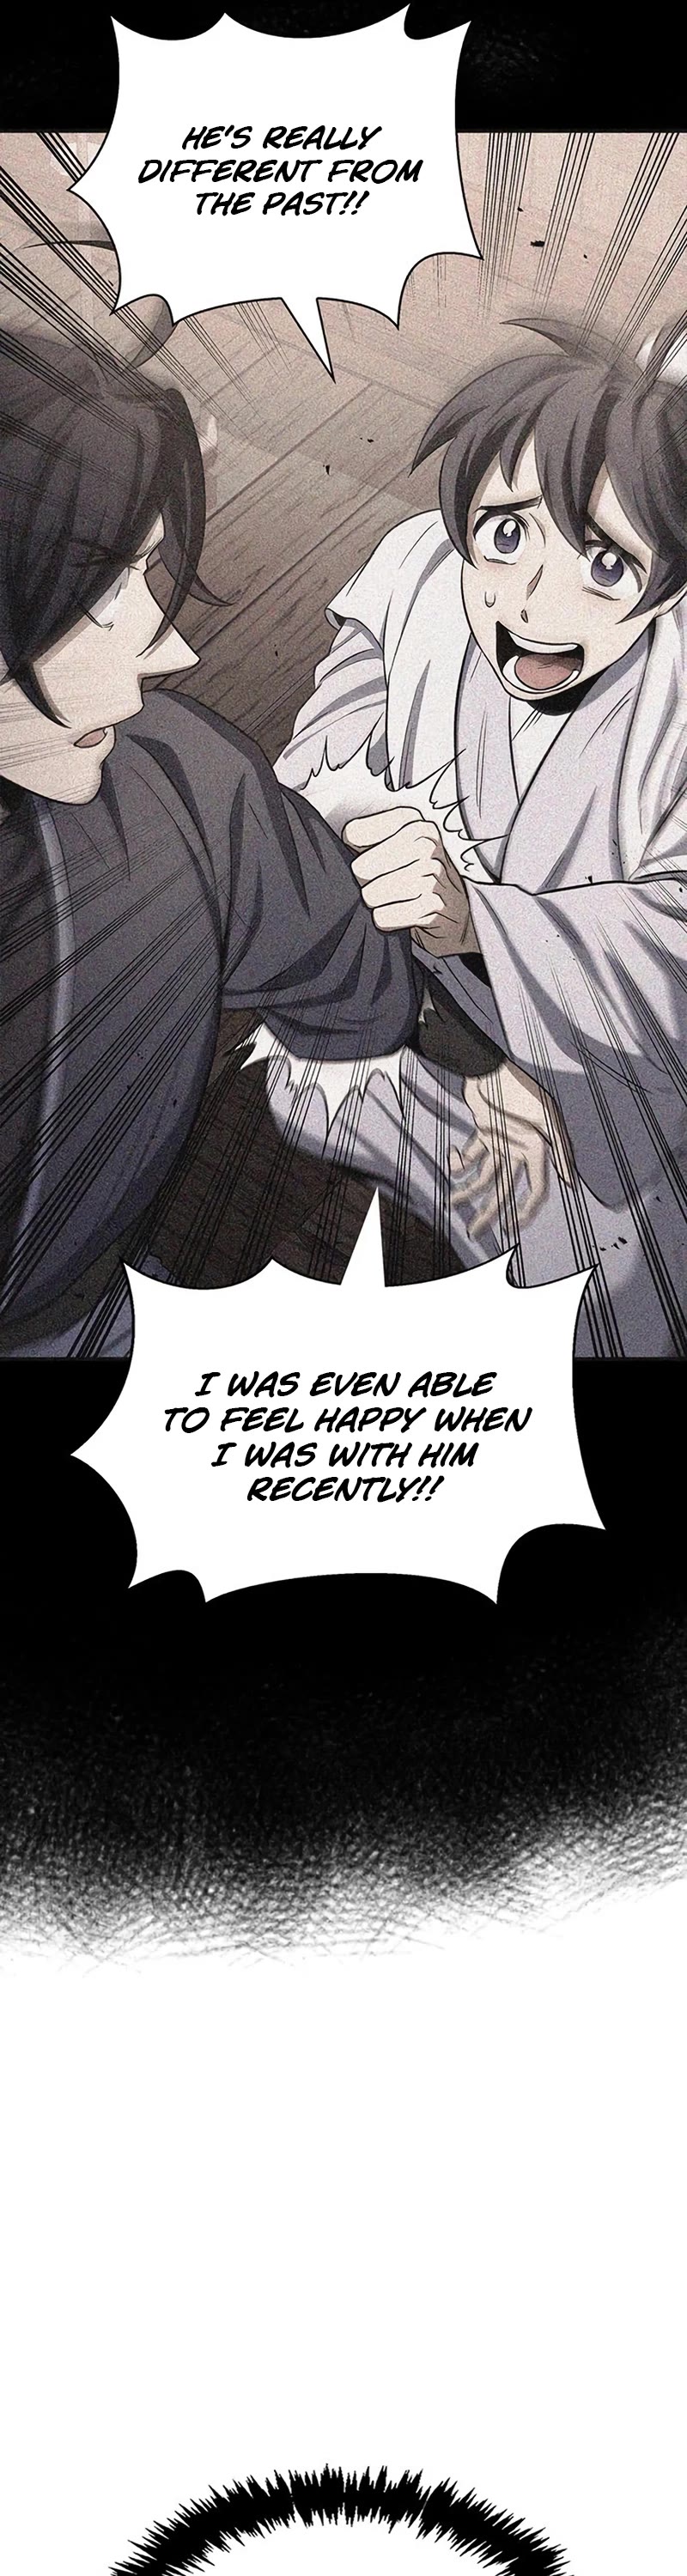 HE'S REALLY
DIFFERENT FROM
THE PAST!!
I WAS EVEN ABLE
TO FEEL HAPPY WHEN
I WAS WITH HIM
RECENTLY!!